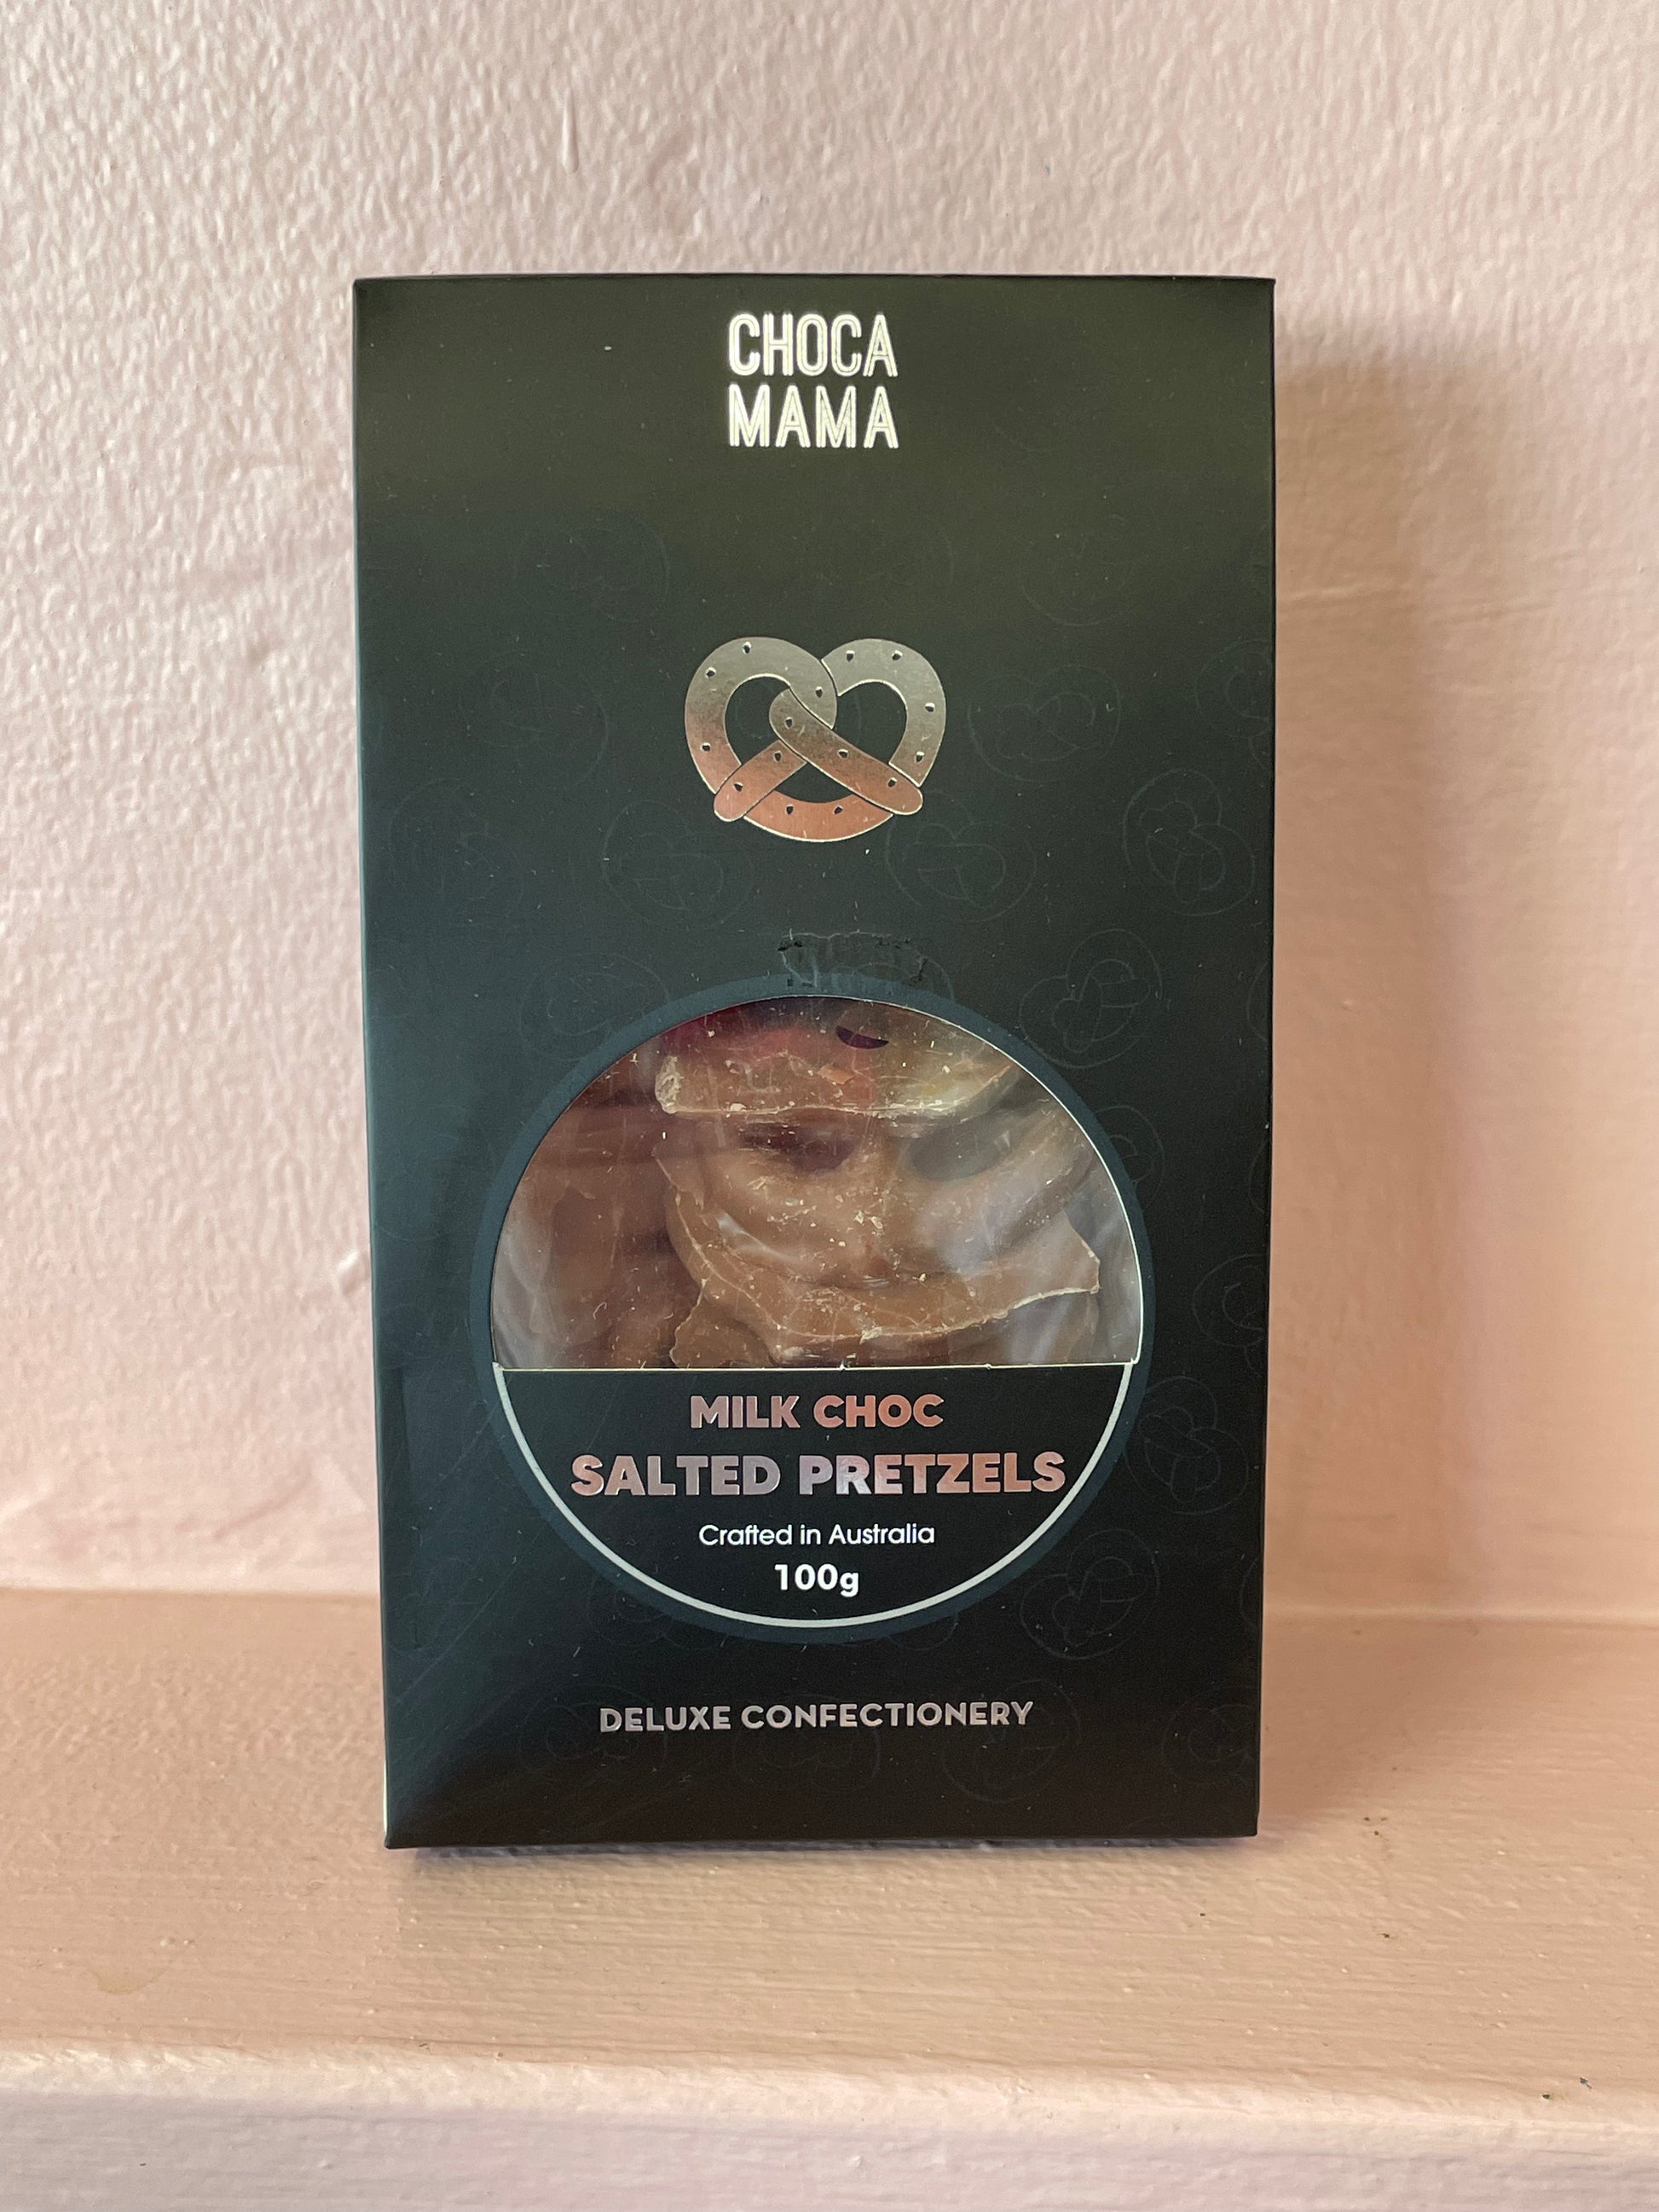 CHOCA
MAMA
MILK CHOC
SALTED PRETZELS
Crafted in Australia
100g
DELUXE CONFECTIONERY